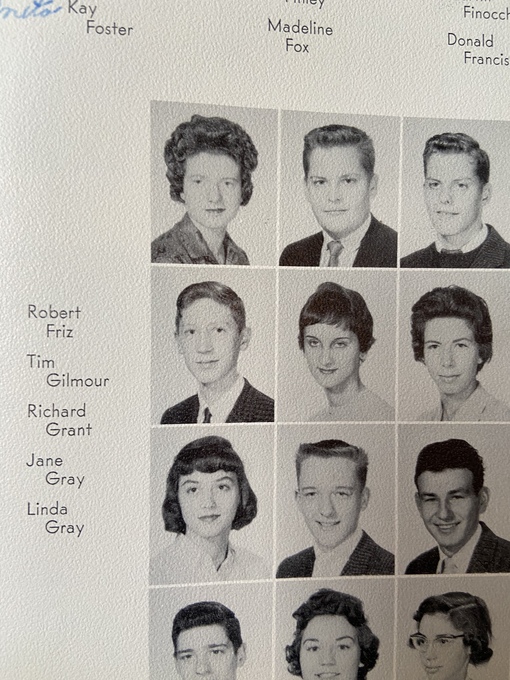 Kay
Foster
Madeline
Fox
Donald
Robert
Friz
Tim
Gilmour
Richard
Grant
Jane
Gray
Linda
Gray